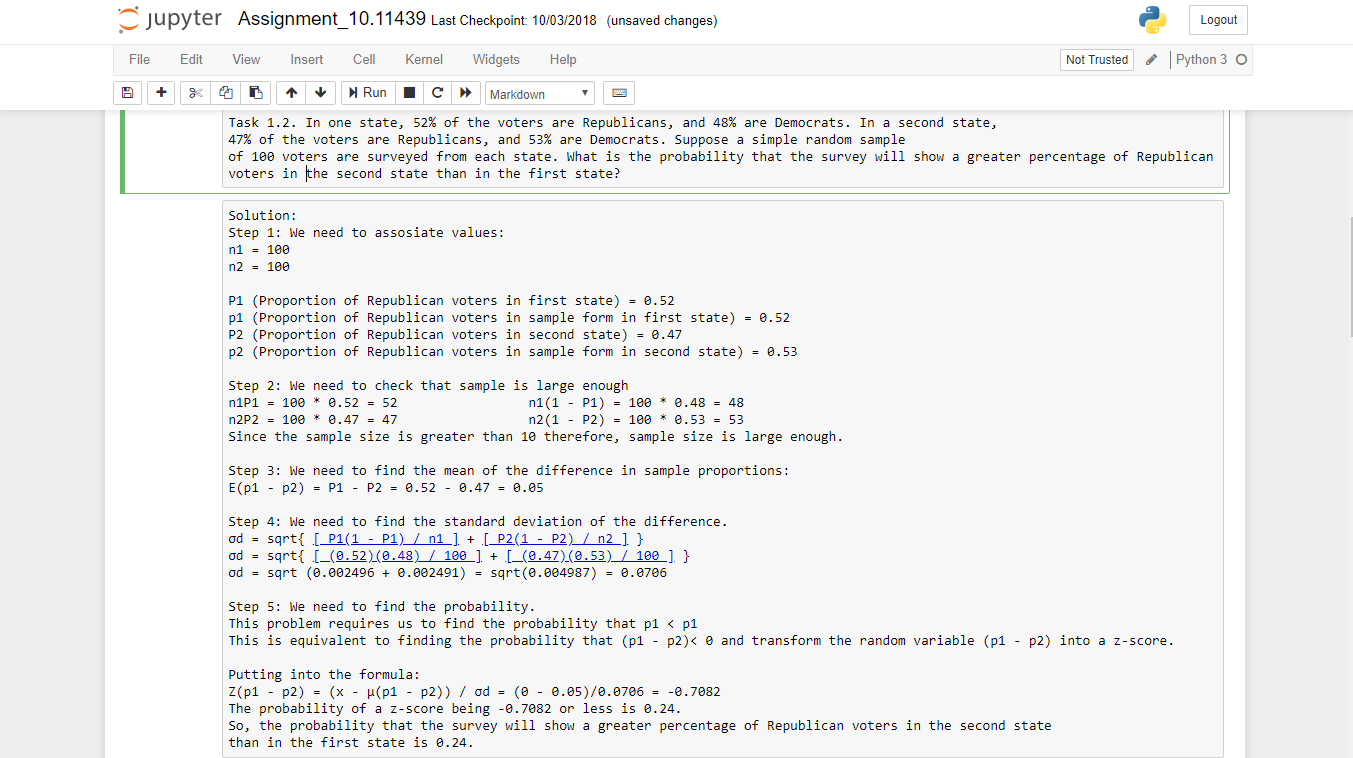 jupyter Assignment_10.11439 Last Checkpoint: 10/03/2018 (unsaved changes)
Logout
File Edit View Insert Cell Kernel Widgets Help
Not Trusted
Python 3
Run
Markdown
Task 1.2. In one state, 52% of the voters are Republicans, and 48% are Democrats. In a second state,
47% of the voters are Republicans, and 53% are Democrats. Suppose a simple random sample
of 100 voters are surveyed from each state. What is the probability that the survey will show a greater percentage of Republican
voters in the second state than in the first state?
Solution:
Step 1: We need to assosiate values:
n1 = 100
n2 = 100
P1 (Proportion of Republican voters in first state) = 0.52
p1 (Proportion of Republican voters in sample form in first state) = 0.52
P2 (Proportion of Republican voters in second state) = 0.47
p2 (Proportion of Republican voters in sample form in second state) = 0.53
Step 2: We need to check that sample is large enough
n1P1 = 100 * 0.52 = 52 n1(1 - P1) = 100 * 0.48 = 48
n2P2 = 100 * 0.47 = 47 n2(1 - P2) = 100 * 0.53 = 53
Since the sample size is greater than 10 therefore, sample size is large enough.
Step 3: We need to find the mean of the difference in sample proportions:
E(p1 - p2) = P1 - P2 = 0.52 - 0.47 = 0.05
Step 4: We need to find the standard deviation of the difference.
σd = sqrt{ [ P1(1 - P1) / n1 ] + [ P2(1 - P2) / n2 ] }
σd = sqrt{ [ (0.52)(0.48) / 100 ] + [ (0.47)(0.53) / 100 ] }
σd = sqrt (0.002496 + 0.002491) = sqrt(0.004987) = 0.0706
Step 5: We need to find the probability.
This problem requires us to find the probability that p1 < p1
This is equivalent to finding the probability that (p1 - p2)< 0 and transform the random variable (p1 - p2) into a z-score.
Putting into the formula:
Z(p1 - p2) = (x - μ(p1 - p2)) / σd = (0 - 0.05)/0.0706 = -0.7082
The probability of a z-score being -0.7082 or less is 0.24.
So, the probability that the survey will show a greater percentage of Republican voters in the second state
than in the first state is 0.24.